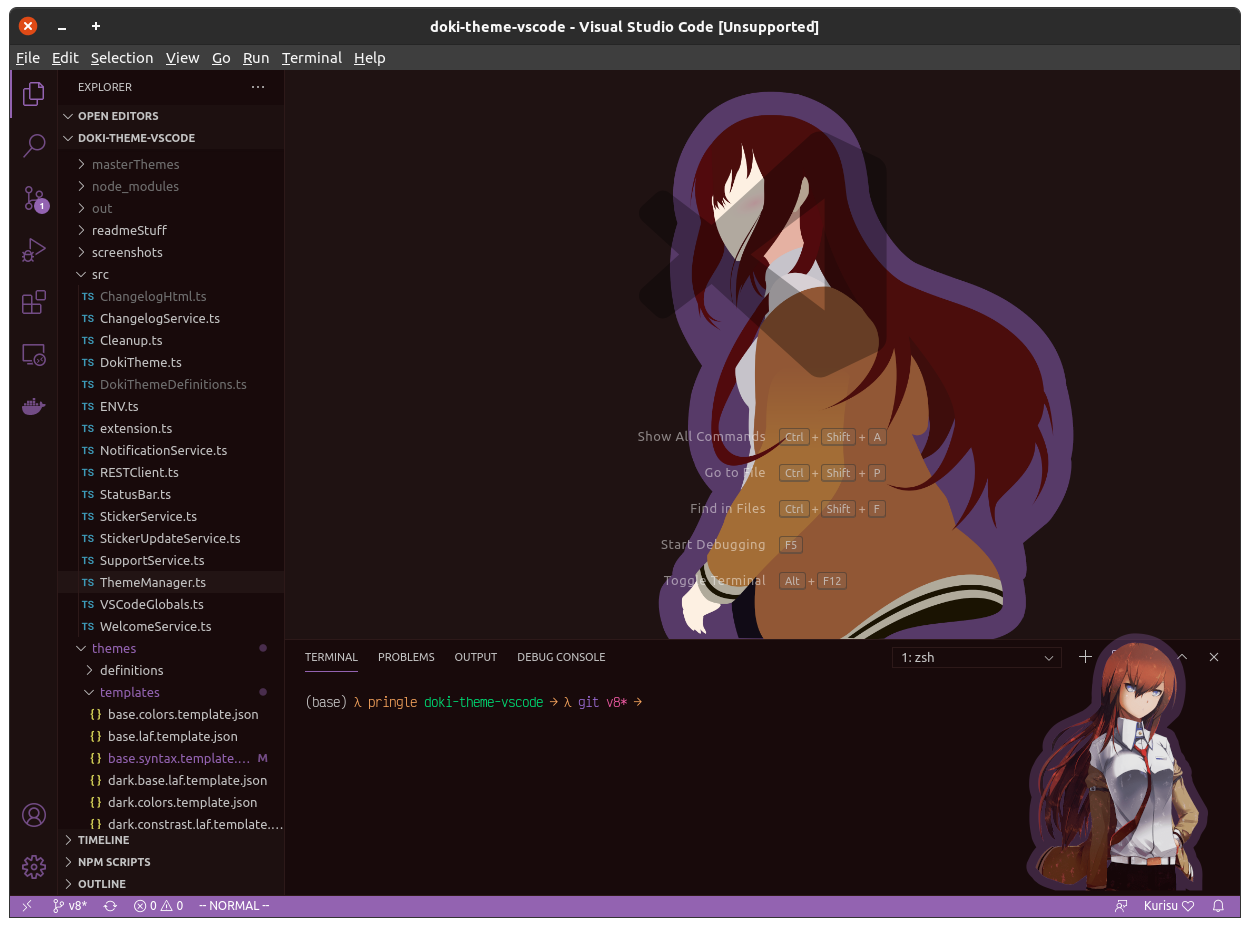 doki-theme-vscode - Visual Studio Code [Unsupported]
File Edit Selection View Go Run Terminal Help
EXPLORER
OPEN EDITORS
DOKI-THEME-VSCODE
masterThemes
node_modules
out
readmeStuff
screenshots
src
TS ChangelogHtml.ts
TS ChangelogService.ts
TS Cleanup.ts
TS DokiTheme.ts
TS DokiThemeDefinitions.ts
TS ENV.ts
TS extension.ts
TS NotificationService.ts
TS RESTClient.ts
TS StatusBar.ts
TS StickerService.ts
TS StickerUpdateService.ts
TS SupportService.ts
TS ThemeManager.ts
TS VSCodeGlobals.ts
TS WelcomeService.ts
themes
definitions
templates
{} base.colors.template.json
{} base.laf.template.json
{} base.syntax.template.... M
{} dark.base.laf.template.json
{} dark.colors.template.json
{} dark.constrast.laf.template....
TIMELINE
NPM SCRIPTS
OUTLINE
1
Show All Commands Ctrl + Shift + A
Go to File Ctrl + Shift + P
Find in Files Ctrl + Shift + F
Start Debugging F5
Toggle Terminal Alt + F12
TERMINAL PROBLEMS OUTPUT DEBUG CONSOLE 1: zsh
(base) λ pringle doki-theme-vscode → λ git v8* →
v8* 0 0 -- NORMAL -- Kurisu ♡